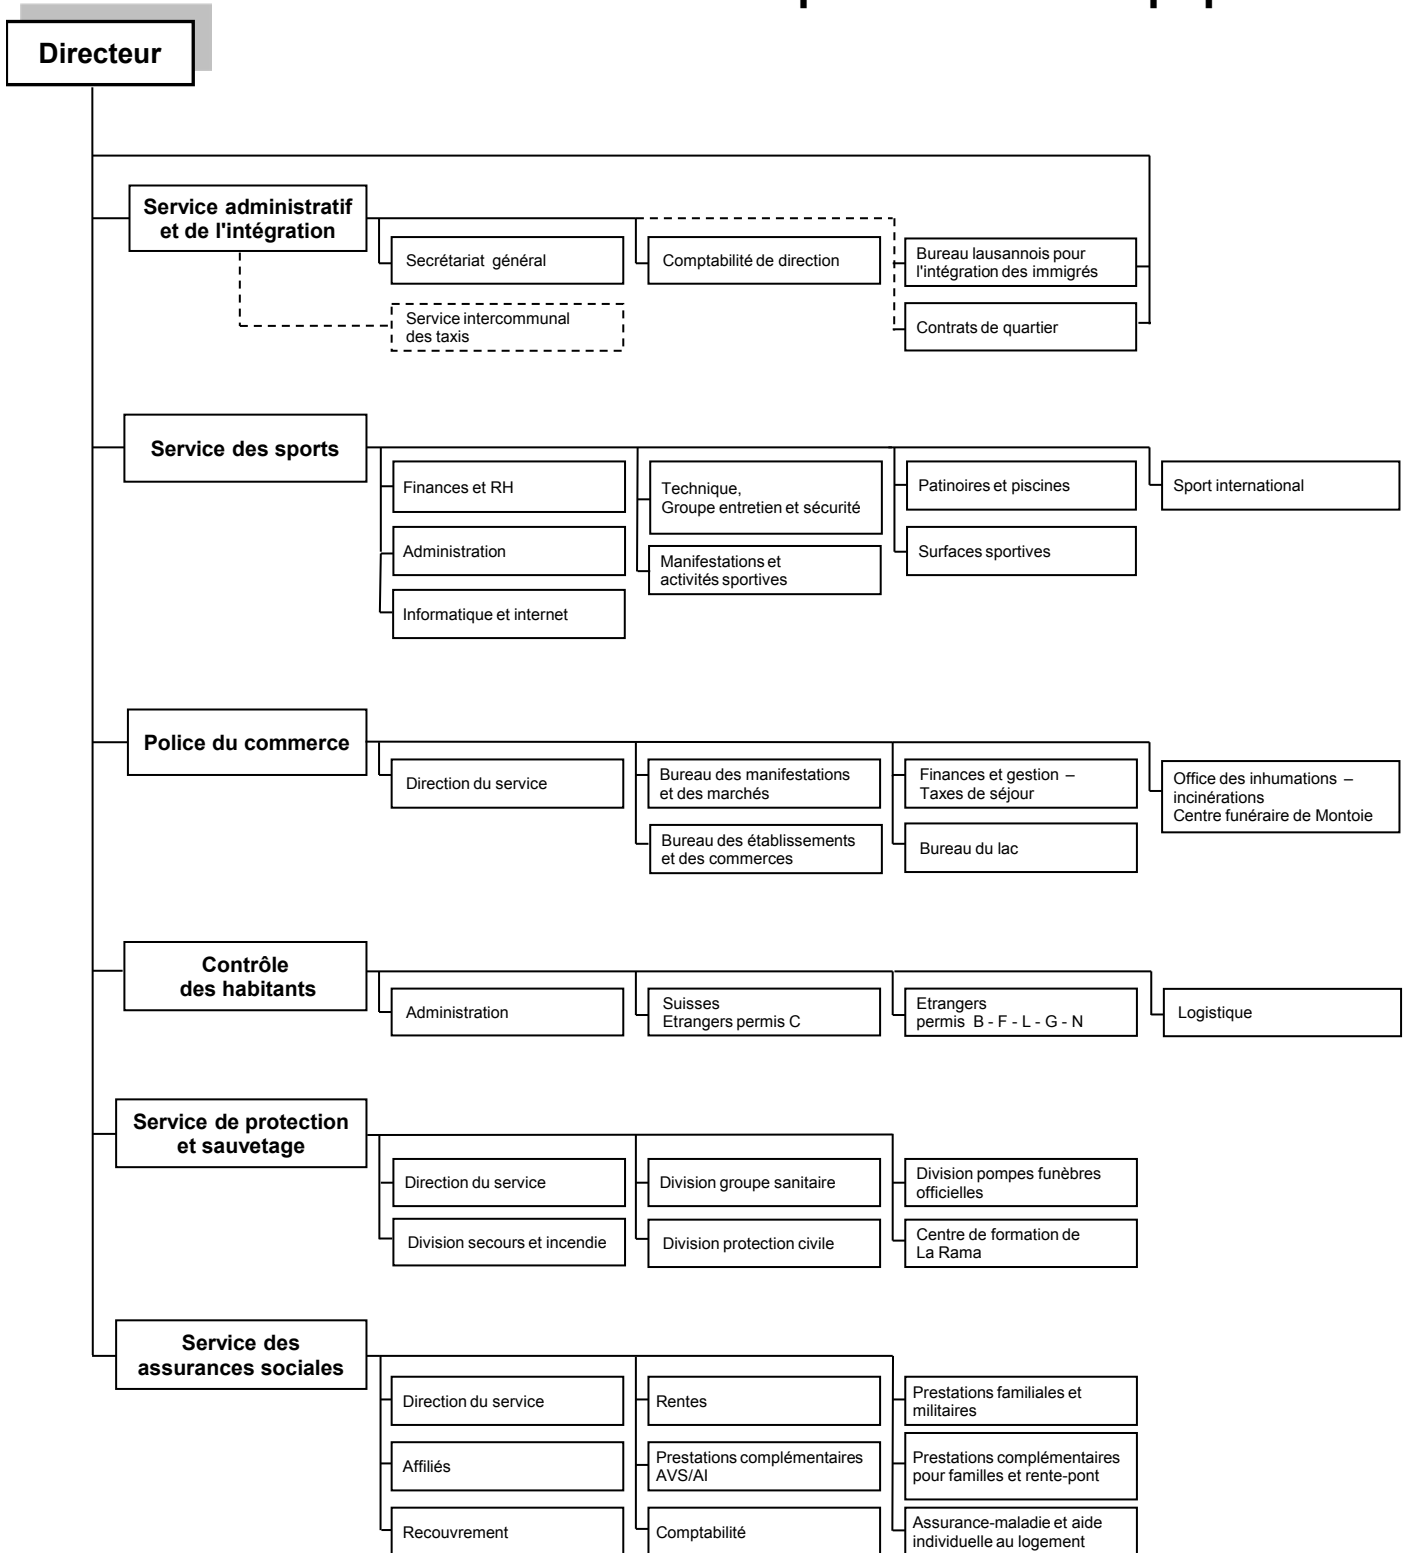 Directeur
Service administratif
et de l'intégration
Secrétariat général
Comptabilité de direction
Bureau lausannois pour
l'intégration des immigrés
Service intercommunal
des taxis
Contrats de quartier
Service des sports
Finances et RH
Technique,
Groupe entretien et sécurité
Patinoires et piscines
Sport international
Administration
Manifestations et
activités sportives
Surfaces sportives
Informatique et internet
Police du commerce
Direction du service
Bureau des manifestations
et des marchés
Finances et gestion –
Taxes de séjour
Office des inhumations –
incinérations
Centre funéraire de Montoie
Bureau des établissements
et des commerces
Bureau du lac
Contrôle
des habitants
Administration
Suisses
Etrangers permis C
Etrangers
permis B - F - L - G - N
Logistique
Service de protection
et sauvetage
Direction du service
Division groupe sanitaire
Division pompes funèbres
officielles
Division secours et incendie
Division protection civile
Centre de formation de
La Rama
Service des
assurances sociales
Direction du service
Rentes
Prestations familiales et
militaires
Affiliés
Prestations complémentaires
AVS/AI
Prestations complémentaires
pour familles et rente-pont
Recouvrement
Comptabilité
Assurance-maladie et aide
individuelle au logement